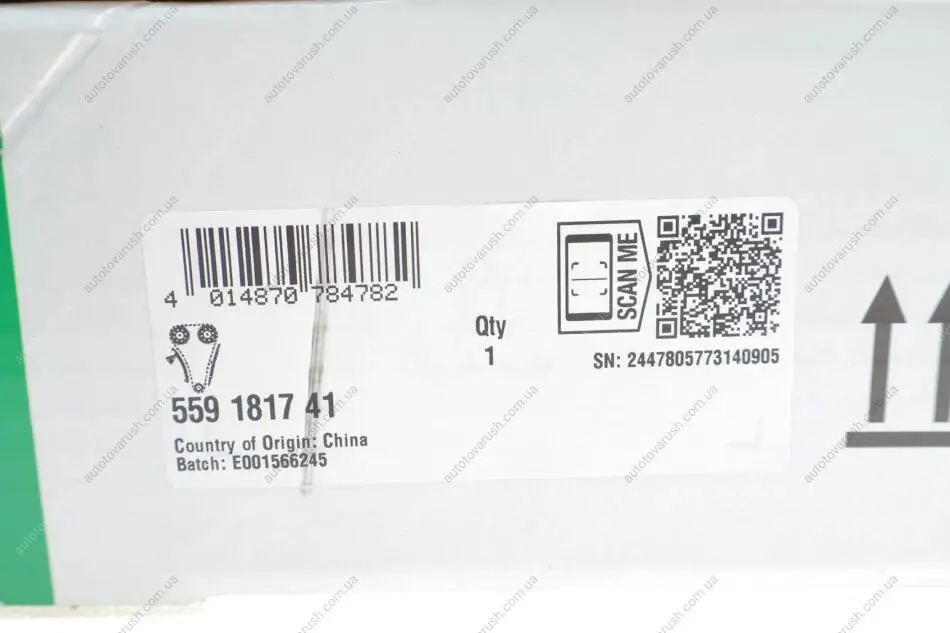 4 014870 784782
SCAN ME
Qty
1
SN: 2447805773140905
559 1817 41
Country of Origin: China
Batch: E001566245
autotovarush.com.ua